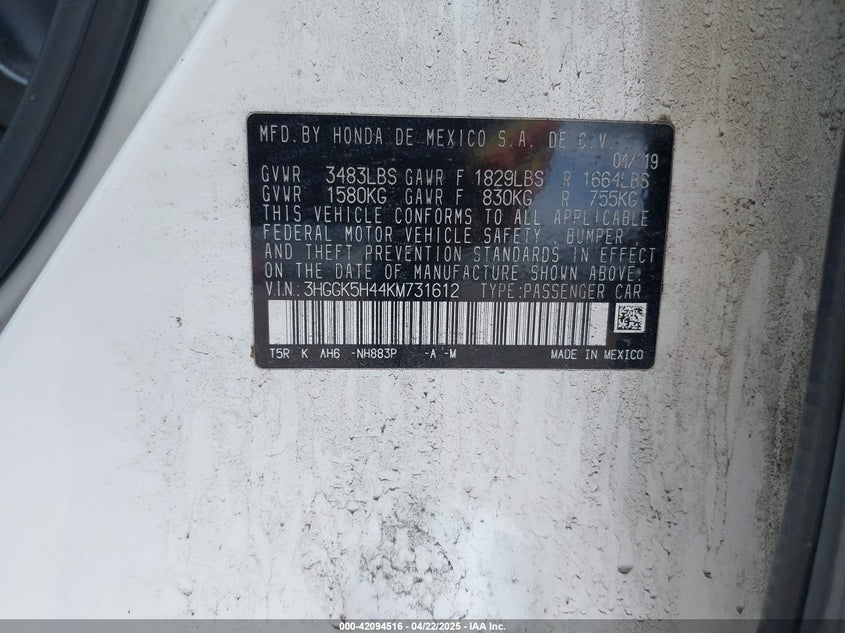 MFD.BY HONDA DE MEXICO S.A. DE C.V.
04/19
GVWR 3483LBS GAWR F 1829LBS R 1664LBS
GVWR 1580KG GAWR F 830KG R 755KG
THIS VEHICLE CONFORMS TO ALL APPLICABLE
FEDERAL MOTOR VEHICLE SAFETY , BUMPER
AND THEFT PREVENTION STANDARDS IN EFFECT
ON THE DATE OF MANUFACTURE SHOWN ABOVE.
V.I.N.:3HGGK5H44KM731612 TYPE:PASSENGER CAR
T5R K AH6 -NH883P -A -M MADE IN MEXICO
000-42094516 - 04/22/2025 - © IAA, Inc.